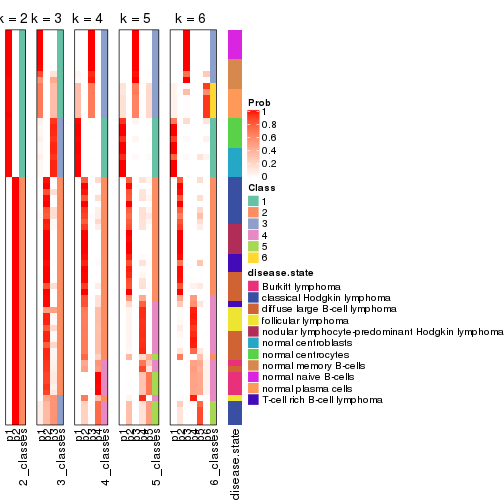 k = 2
k = 3
k = 4
k = 5
k = 6
Prob
1
0.8
0.6
0.4
0.2
0
Class
1
2
3
4
5
6
disease.state
Burkitt lymphoma
classical Hodgkin lymphoma
diffuse large B-cell lymphoma
follicular lymphoma
nodular lymphocyte-predominant Hodgkin lymphoma
normal centroblasts
normal centrocytes
normal memory B-cells
normal naive B-cells
normal plasma cells
T-cell rich B-cell lymphoma
p1
p2
2_classes
p1
p2
p3
3_classes
p1
p2
p3
p4
4_classes
p1
p2
p3
p4
p5
5_classes
p1
p2
p3
p4
p5
p6
6_classes
disease.state